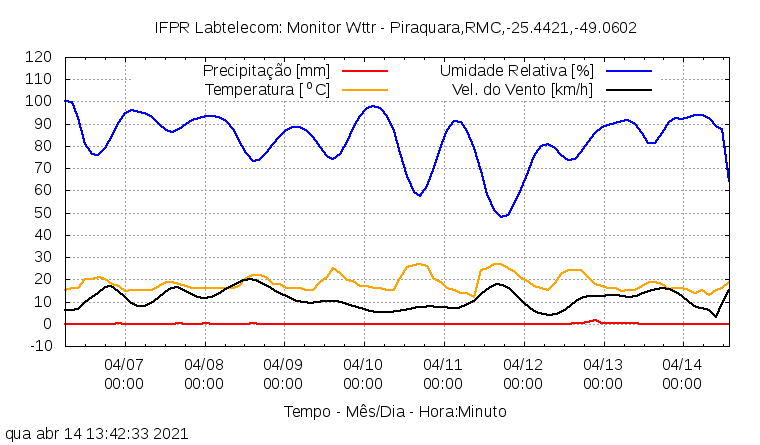 IFPR Labtelecom: Monitor Wttr - Piraquara,RMC,-25.4421,-49.0602
120
110
100
90
80
70
60
50
40
30
20
10
0
-10
Precipitação [mm]
Temperatura [ ⁰C]
Umidade Relativa [%]
Vel. do Vento [km/h]
04/07 04/08 04/09 04/10 04/11 04/12 04/13 04/14
00:00 00:00 00:00 00:00 00:00 00:00 00:00 00:00
Tempo - Mês/Dia - Hora:Minuto
qua abr 14 13:42:33 2021